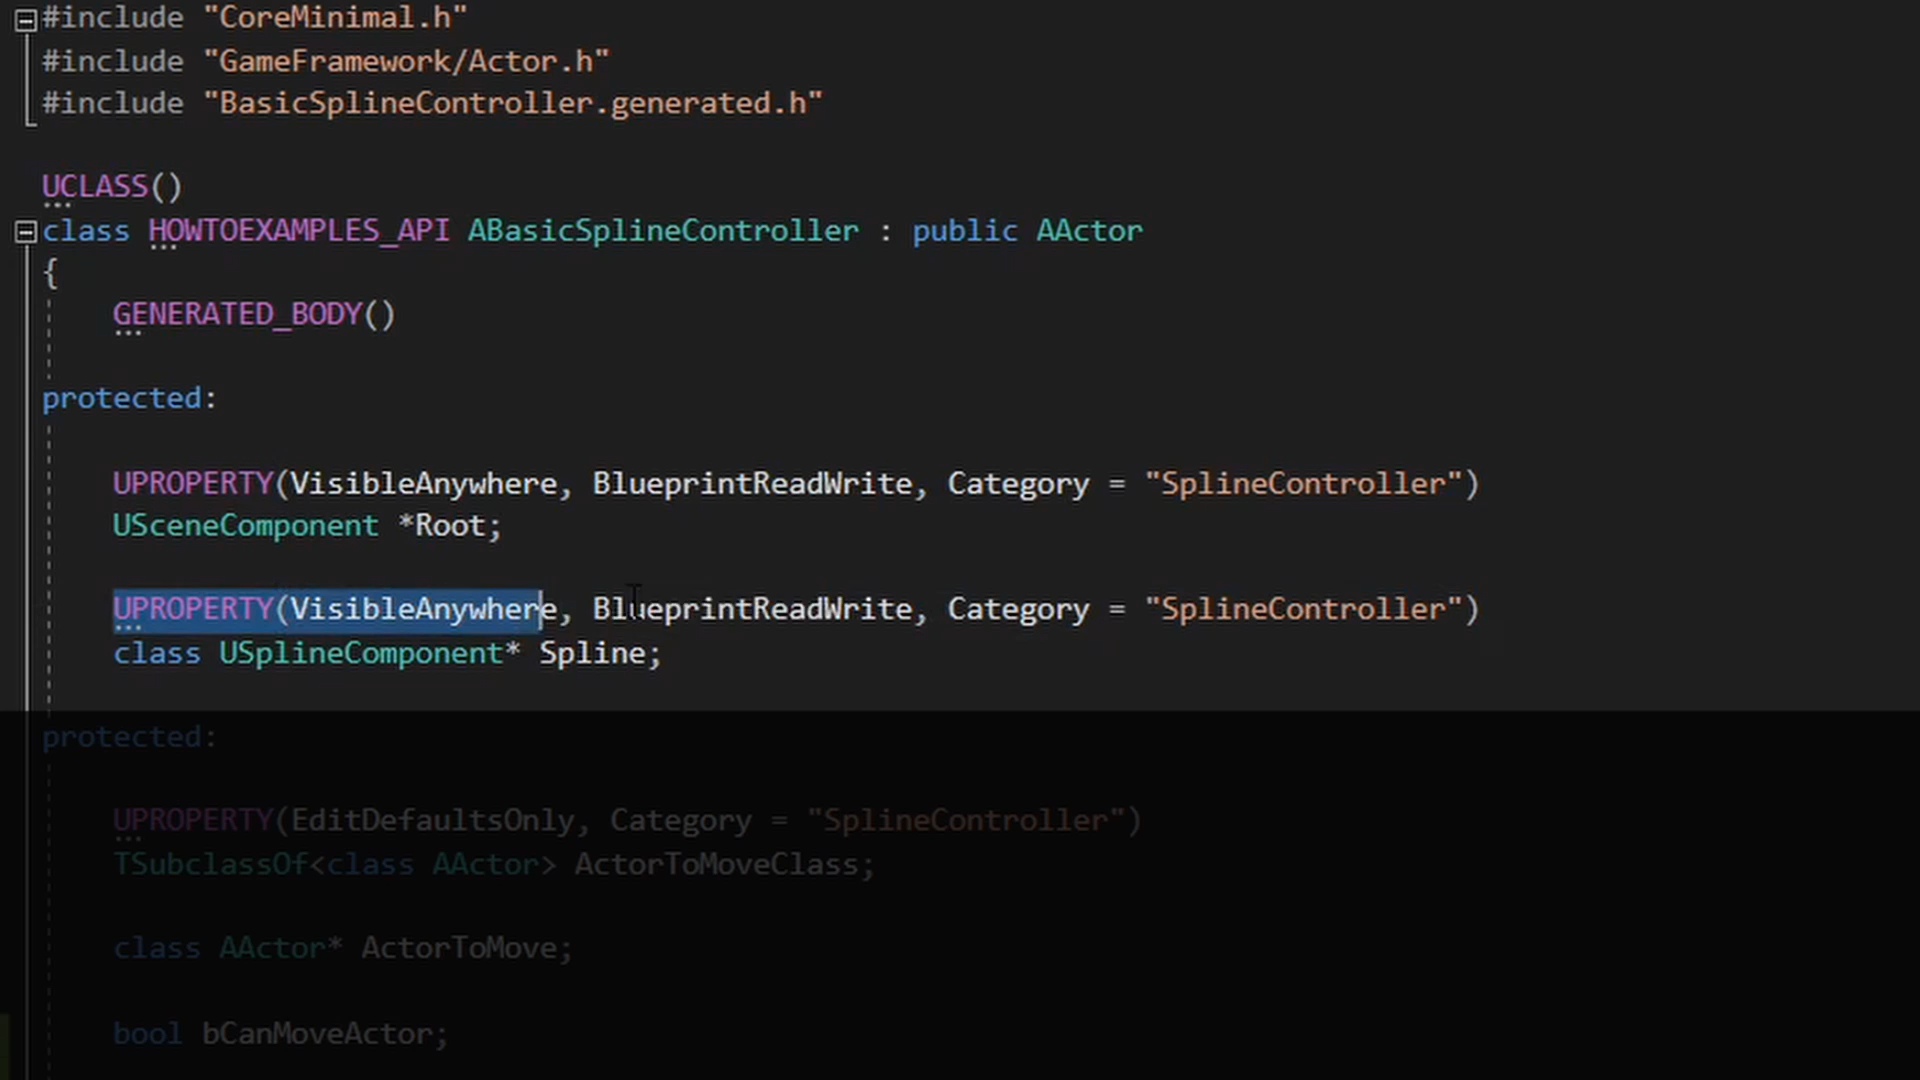 #include "CoreMinimal.h"
#include "GameFramework/Actor.h"
#include "BasicSplineController.generated.h"
UCLASS()
class HOWTOEXAMPLES_API ABasicSplineController : public AActor
{
GENERATED_BODY()
protected:
UPROPERTY(VisibleAnywhere, BlueprintReadWrite, Category = "SplineController")
USceneComponent *Root;
UPROPERTY(VisibleAnywhere, BlueprintReadWrite, Category = "SplineController")
class USplineComponent* Spline;
protected:
UPROPERTY(EditDefaultsOnly, Category = "SplineController")
TSubclassOf<class AActor> ActorToMoveClass;
class AActor* ActorToMove;
bool bCanMoveActor;